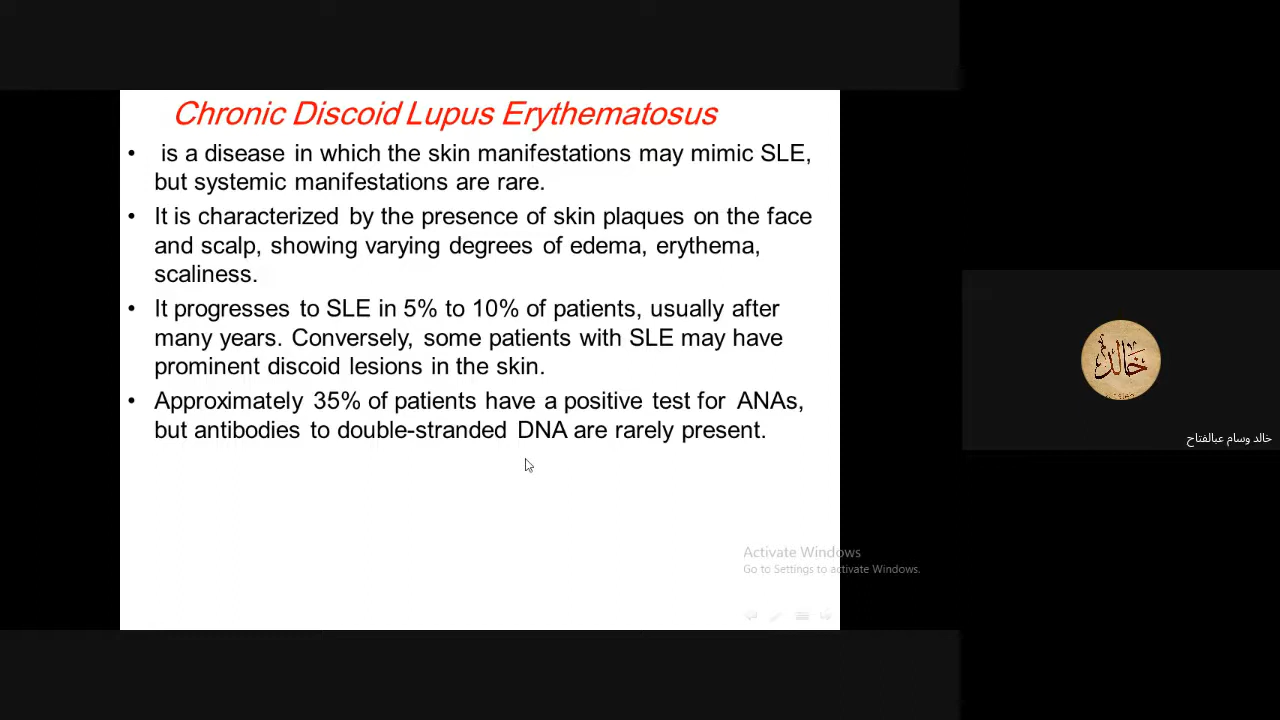 Chronic Discoid Lupus Erythematosus
• is a disease in which the skin manifestations may mimic SLE,
but systemic manifestations are rare.
• It is characterized by the presence of skin plaques on the face
and scalp, showing varying degrees of edema, erythema,
scaliness.
• It progresses to SLE in 5% to 10% of patients, usually after
many years. Conversely, some patients with SLE may have
prominent discoid lesions in the skin.
• Approximately 35% of patients have a positive test for ANAs,
but antibodies to double-stranded DNA are rarely present.
خالد
خالد وسام عبالفتاح
Activate Windows
Go to Settings to activate Windows.